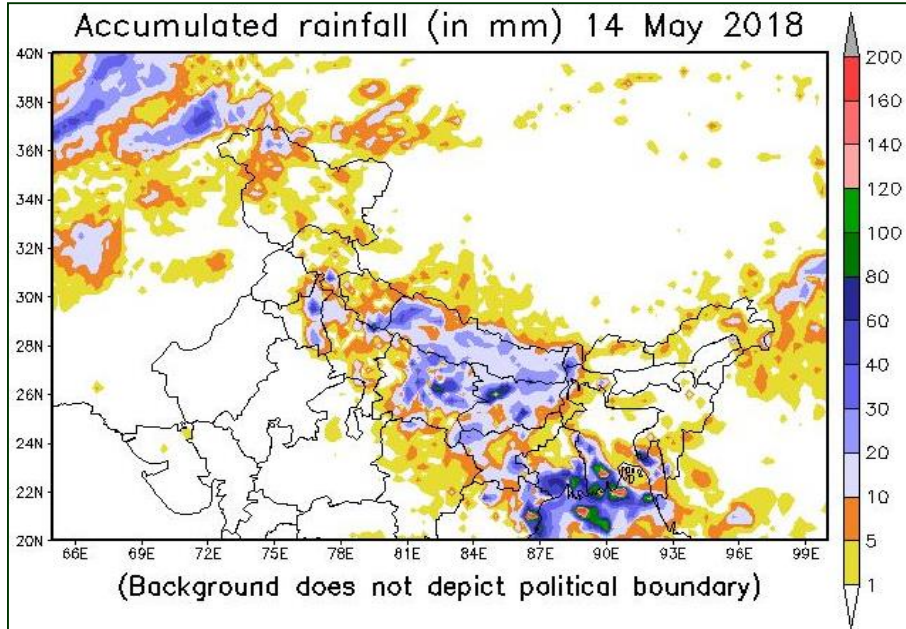 Accumulated rainfall (in mm) 14 May 2018
40N
38N
36N
34N
32N
30N
28N
26N
24N
22N
20N
66E 69E 72E 75E 78E 81E 84E 87E 90E 93E 96E 99E
200
160
120
100
80
60
40
30
20
10
5
1
(Background does not depict political boundary)